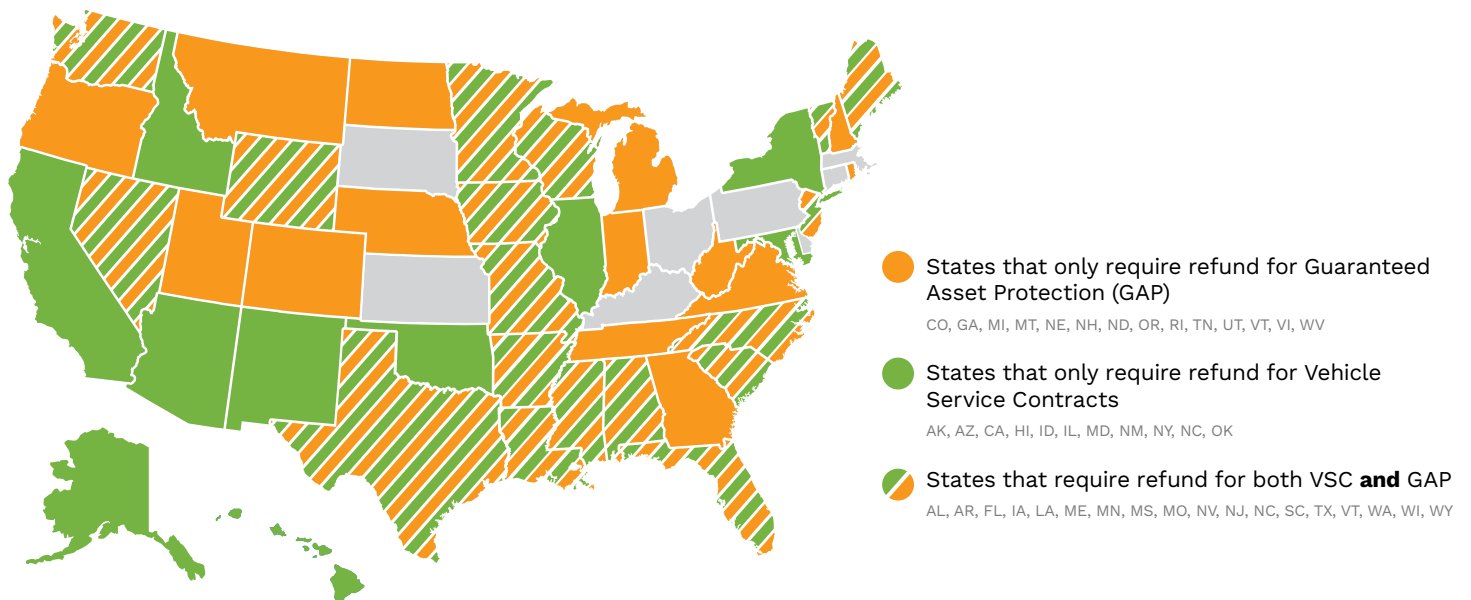 States that only require refund for Guaranteed
Asset Protection (GAP)
CO, GA, MI, MT, NE, NH, ND, OR, RI, TN, UT, VT, VI, WV
States that only require refund for Vehicle
Service Contracts
AK, AZ, CA, HI, ID, IL, MD, NM, NY, NC, OK
States that require refund for both VSC and GAP
AL, AR, FL, IA, LA, ME, MN, MS, MO, NV, NJ, NC, SC, TX, VT, WA, WI, WY